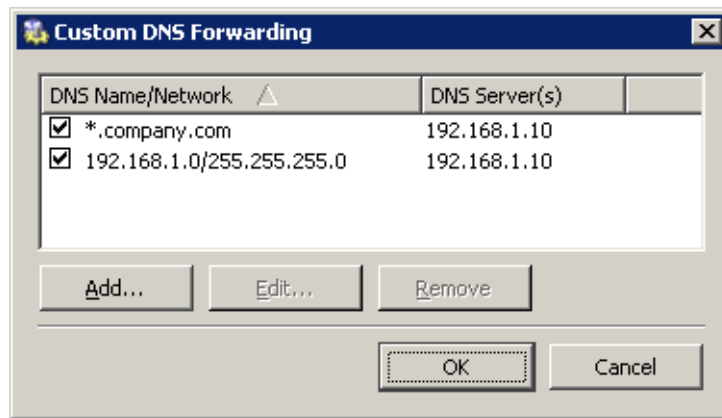 Custom DNS Forwarding
DNS Name/Network DNS Server(s)
*.company.com 192.168.1.10
192.168.1.0/255.255.255.0 192.168.1.10
Add... Edit... Remove
OK Cancel